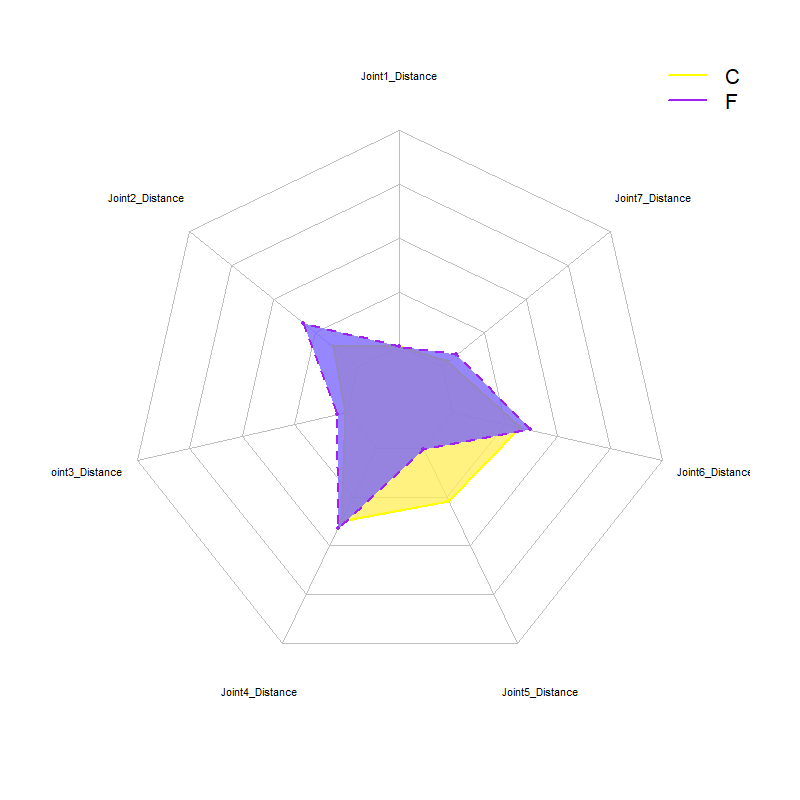 Joint1_Distance
C
F
Joint2_Distance
Joint7_Distance
oint3_Distance
Joint6_Distance
Joint4_Distance
Joint5_Distance